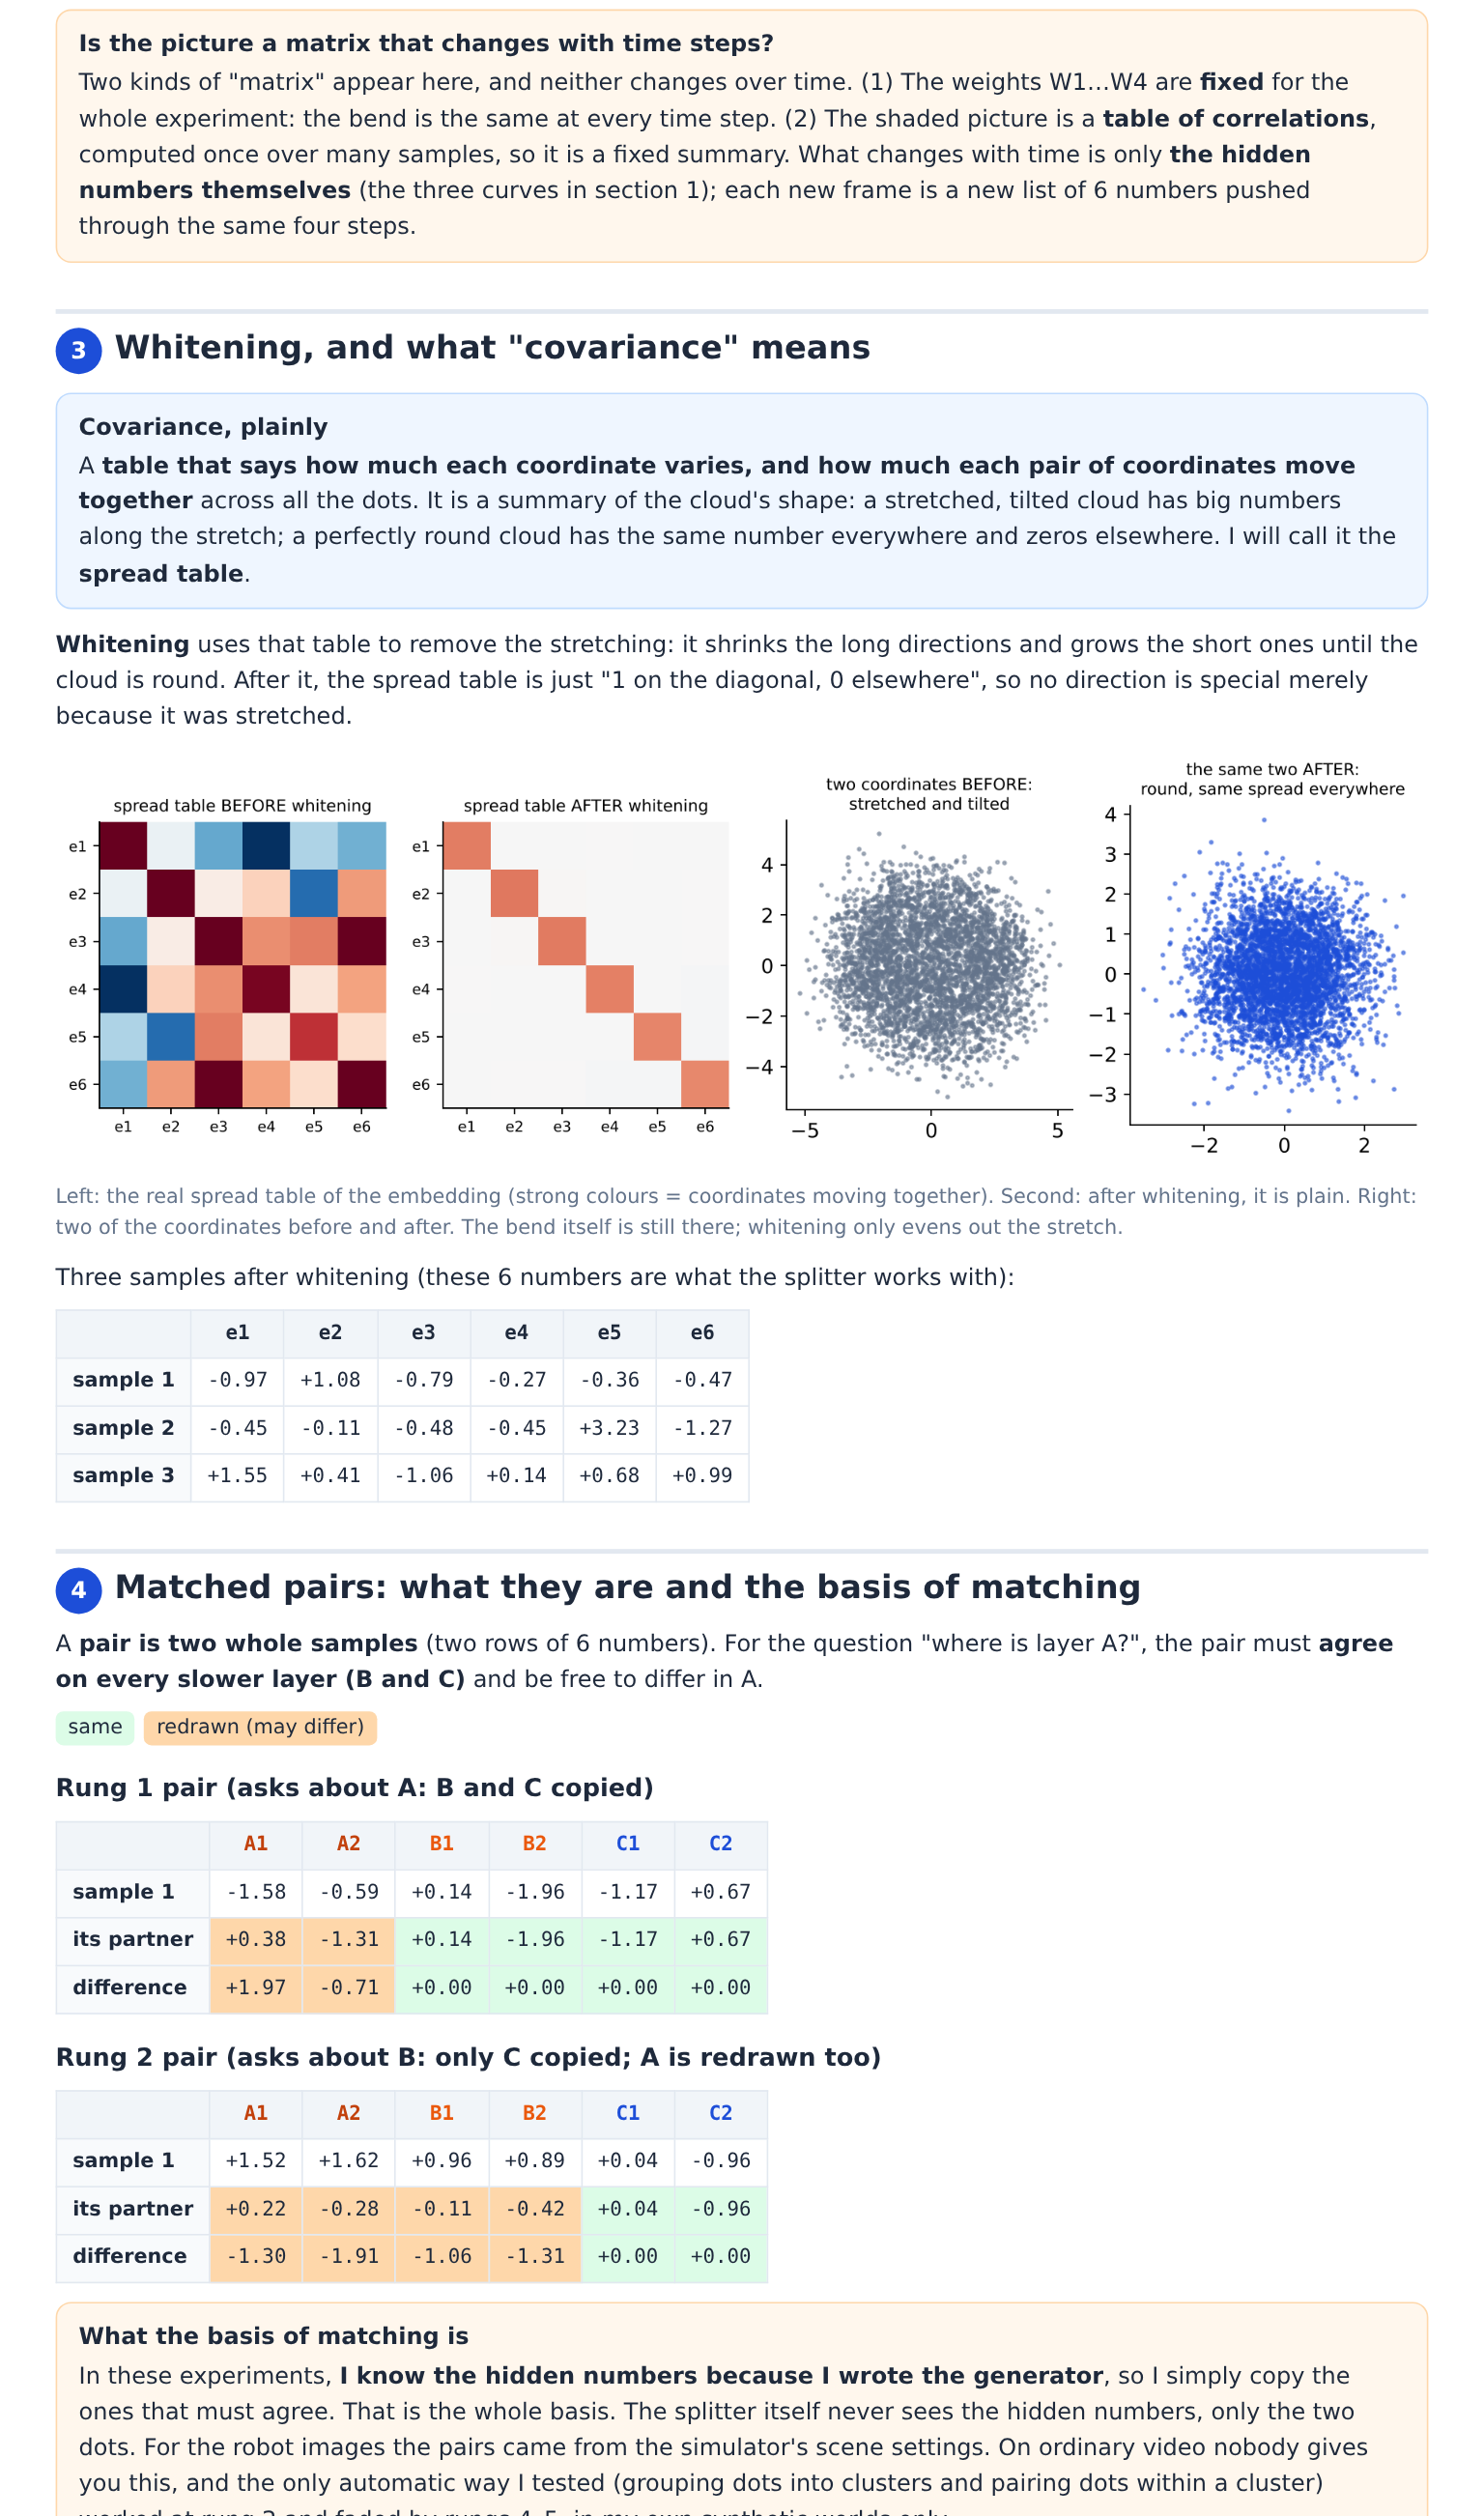 Is the picture a matrix that changes with time steps?
Two kinds of "matrix" appear here, and neither changes over time. (1) The weights W1...W4 are fixed for the
whole experiment: the bend is the same at every time step. (2) The shaded picture is a table of correlations,
computed once over many samples, so it is a fixed summary. What changes with time is only the hidden
numbers themselves (the three curves in section 1); each new frame is a new list of 6 numbers pushed
through the same four steps.
3 Whitening, and what "covariance" means
Covariance, plainly
A table that says how much each coordinate varies, and how much each pair of coordinates move
together across all the dots. It is a summary of the cloud's shape: a stretched, tilted cloud has big numbers
along the stretch; a perfectly round cloud has the same number everywhere and zeros elsewhere. I will call it the
spread table.
Whitening uses that table to remove the stretching: it shrinks the long directions and grows the short ones until the
cloud is round. After it, the spread table is just "1 on the diagonal, 0 elsewhere", so no direction is special merely
because it was stretched.
spread table BEFORE whitening
e1
e2
e3
e4
e5
e6
e1 e2 e3 e4 e5 e6
spread table AFTER whitening
e1
e2
e3
e4
e5
e6
e1 e2 e3 e4 e5 e6
two coordinates BEFORE:
stretched and tilted
4
2
0
−2
−4
−5 0 5
the same two AFTER:
round, same spread everywhere
4
3
2
1
0
−1
−2
−3
−2 0 2
Left: the real spread table of the embedding (strong colours = coordinates moving together). Second: after whitening, it is plain. Right:
two of the coordinates before and after. The bend itself is still there; whitening only evens out the stretch.
Three samples after whitening (these 6 numbers are what the splitter works with):
e1 e2 e3 e4 e5 e6
sample 1 -0.97 +1.08 -0.79 -0.27 -0.36 -0.47
sample 2 -0.45 -0.11 -0.48 -0.45 +3.23 -1.27
sample 3 +1.55 +0.41 -1.06 +0.14 +0.68 +0.99
4 Matched pairs: what they are and the basis of matching
A pair is two whole samples (two rows of 6 numbers). For the question "where is layer A?", the pair must agree
on every slower layer (B and C) and be free to differ in A.
same redrawn (may differ)
Rung 1 pair (asks about A: B and C copied)
A1 A2 B1 B2 C1 C2
sample 1 -1.58 -0.59 +0.14 -1.96 -1.17 +0.67
its partner +0.38 -1.31 +0.14 -1.96 -1.17 +0.67
difference +1.97 -0.71 +0.00 +0.00 +0.00 +0.00
Rung 2 pair (asks about B: only C copied; A is redrawn too)
A1 A2 B1 B2 C1 C2
sample 1 +1.52 +1.62 +0.96 +0.89 +0.04 -0.96
its partner +0.22 -0.28 -0.11 -0.42 +0.04 -0.96
difference -1.30 -1.91 -1.06 -1.31 +0.00 +0.00
What the basis of matching is
In these experiments, I know the hidden numbers because I wrote the generator, so I simply copy the
ones that must agree. That is the whole basis. The splitter itself never sees the hidden numbers, only the two
dots. For the robot images the pairs came from the simulator's scene settings. On ordinary video nobody gives
you this, and the only automatic way I tested (grouping dots into clusters and pairing dots within a cluster)